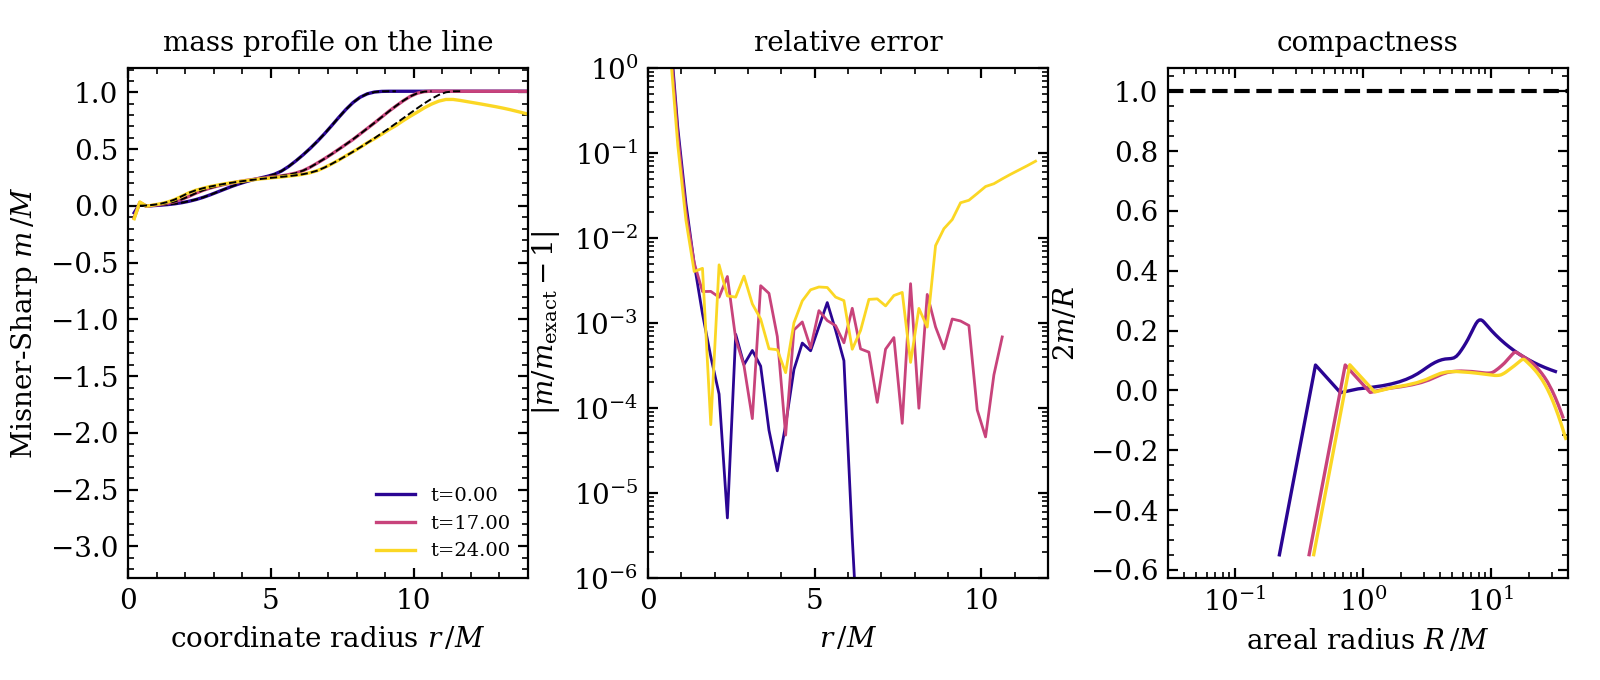 mass profile on the line
Misner-Sharp m/M
1.0
0.5
0.0
−0.5
−1.0
−1.5
−2.0
−2.5
−3.0
t=0.00
t=17.00
t=24.00
0 5 10
coordinate radius r/M
relative error
|m/m_exact − 1|
10^0
10^−1
10^−2
10^−3
10^−4
10^−5
10^−6
0 5 10
r/M
compactness
2m/R
1.0
0.8
0.6
0.4
0.2
0.0
−0.2
−0.4
−0.6
10^−1 10^0 10^1
areal radius R/M